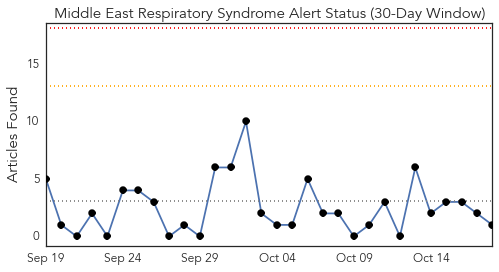 Middle East Respiratory Syndrome Alert Status (30-Day Window)
Articles Found
15
10
5
0
Sep 19 Sep 24 Sep 29 Oct 04 Oct 09 Oct 14